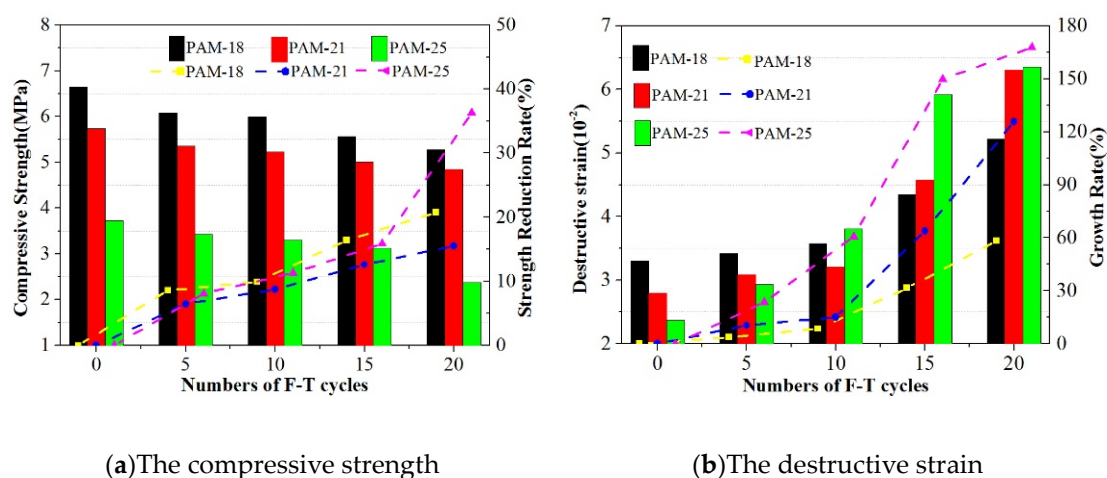 8
7
6
5
4
3
2
1
Compressive Strength(MPa)
PAM-18 PAM-21 PAM-25
PAM-18 PAM-21 PAM-25
50
40
30
20
10
0
Strength Reduction Rate(%)
0 5 10 15 20
Numbers of F-T cycles
(a)The compressive strength
7
6
5
4
3
2
Destructive strain(10-2)
PAM-18 PAM-18
PAM-21 PAM-21
PAM-25 PAM-25
180
150
120
90
60
30
0
Growth Rate(%)
0 5 10 15 20
Numbers of F-T cycles
(b)The destructive strain